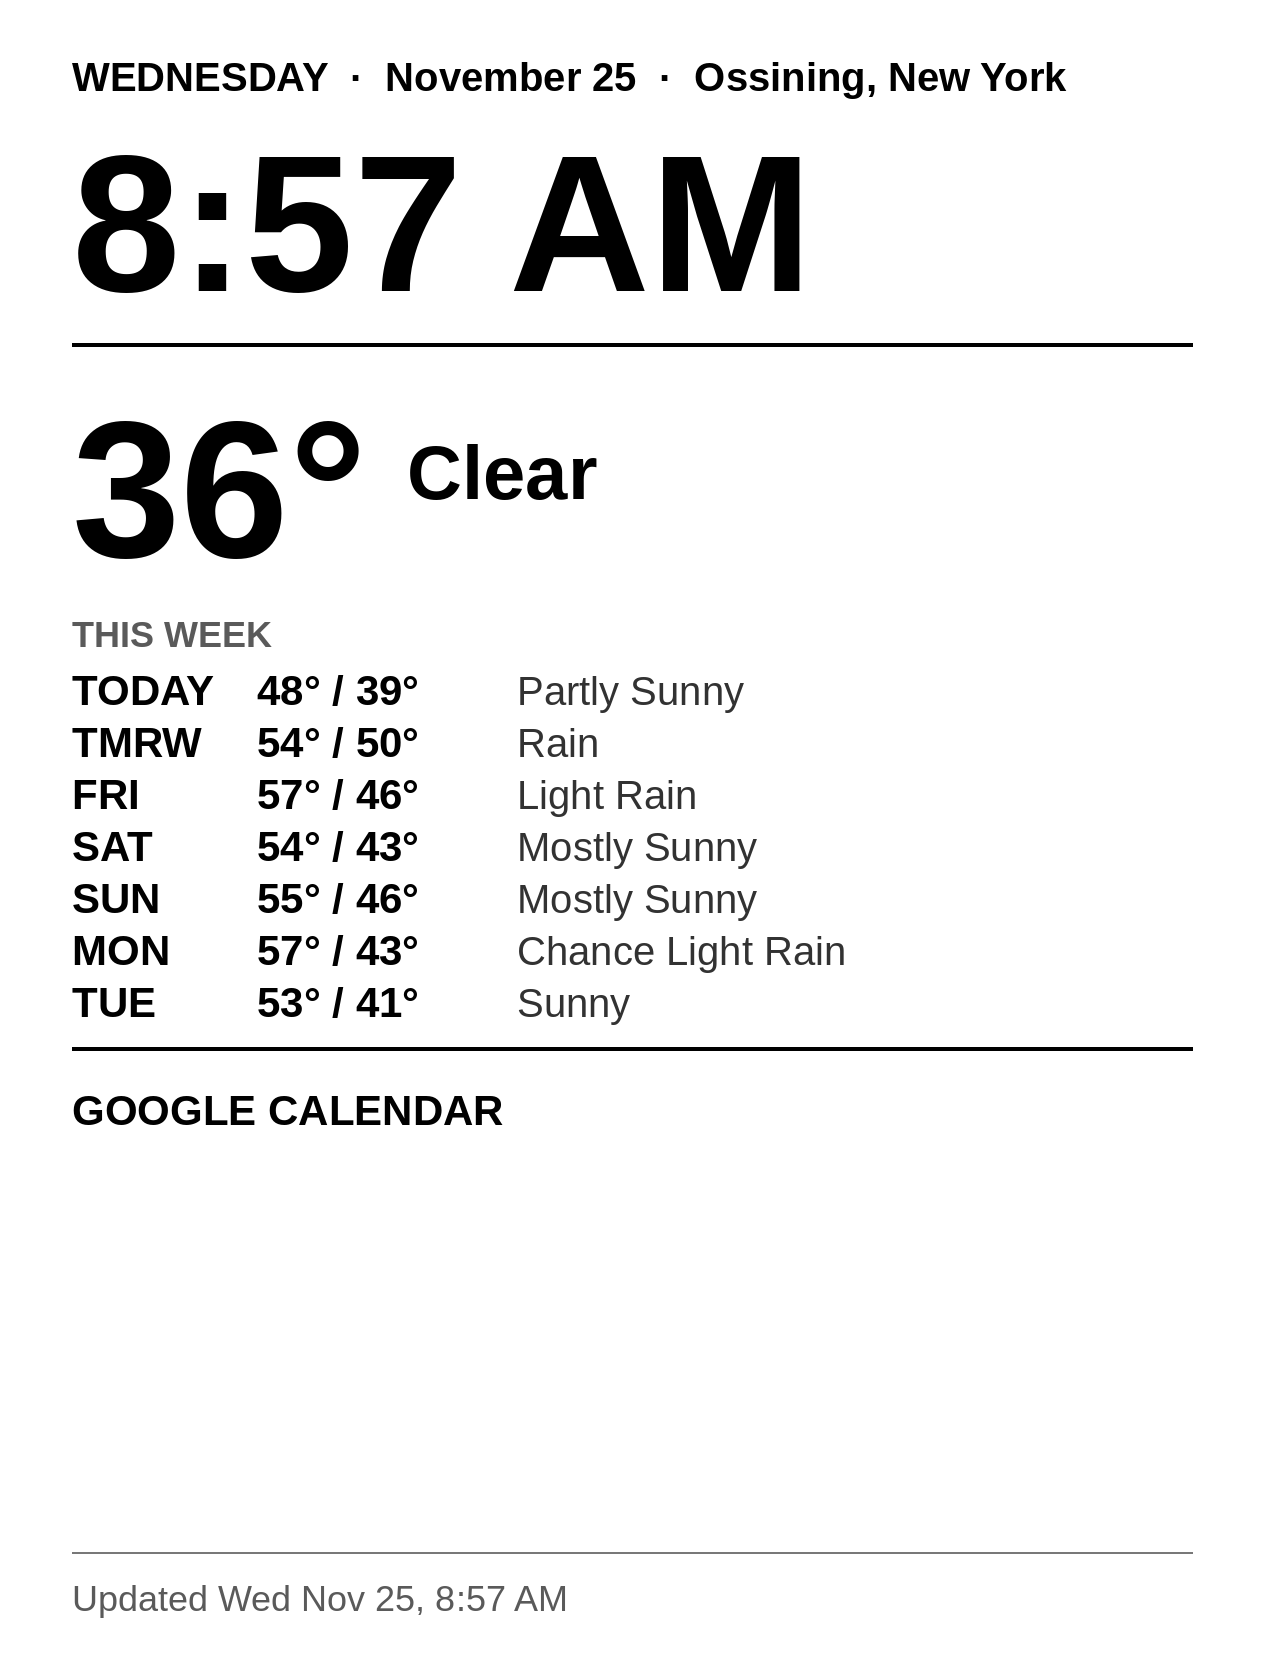 WEDNESDAY · November 25 · Ossining, New York
8:57 AM
36° Clear
THIS WEEK
TODAY 48° / 39° Partly Sunny
TMRW 54° / 50° Rain
FRI 57° / 46° Light Rain
SAT 54° / 43° Mostly Sunny
SUN 55° / 46° Mostly Sunny
MON 57° / 43° Chance Light Rain
TUE 53° / 41° Sunny
GOOGLE CALENDAR
Updated Wed Nov 25, 8:57 AM